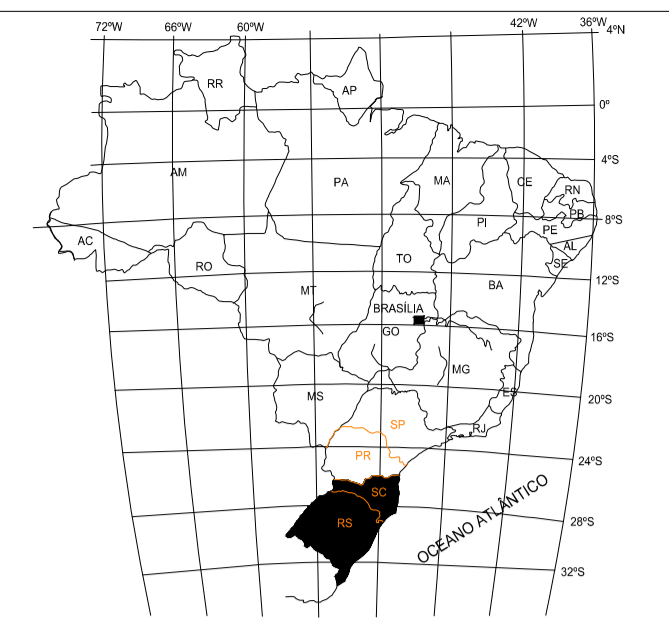 72ºW 66ºW 60ºW 42ºW 36ºW
4ºN
RR
AP
0º
4ºS
AM
PA
MA
CE
RN
PB
8ºS
PI
PE
AC
AL
RO
TO
SE
12ºS
MT
BA
BRASÍLIA
GO
16ºS
MG
MS
ES
20ºS
SP
RJ
PR
24ºS
SC
RS
28ºS
OCEANO ATLÂNTICO
32ºS